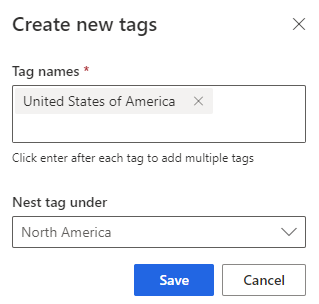 Create new tags
Tag names *
United States of America
Click enter after each tag to add multiple tags
Nest tag under
North America
Save Cancel